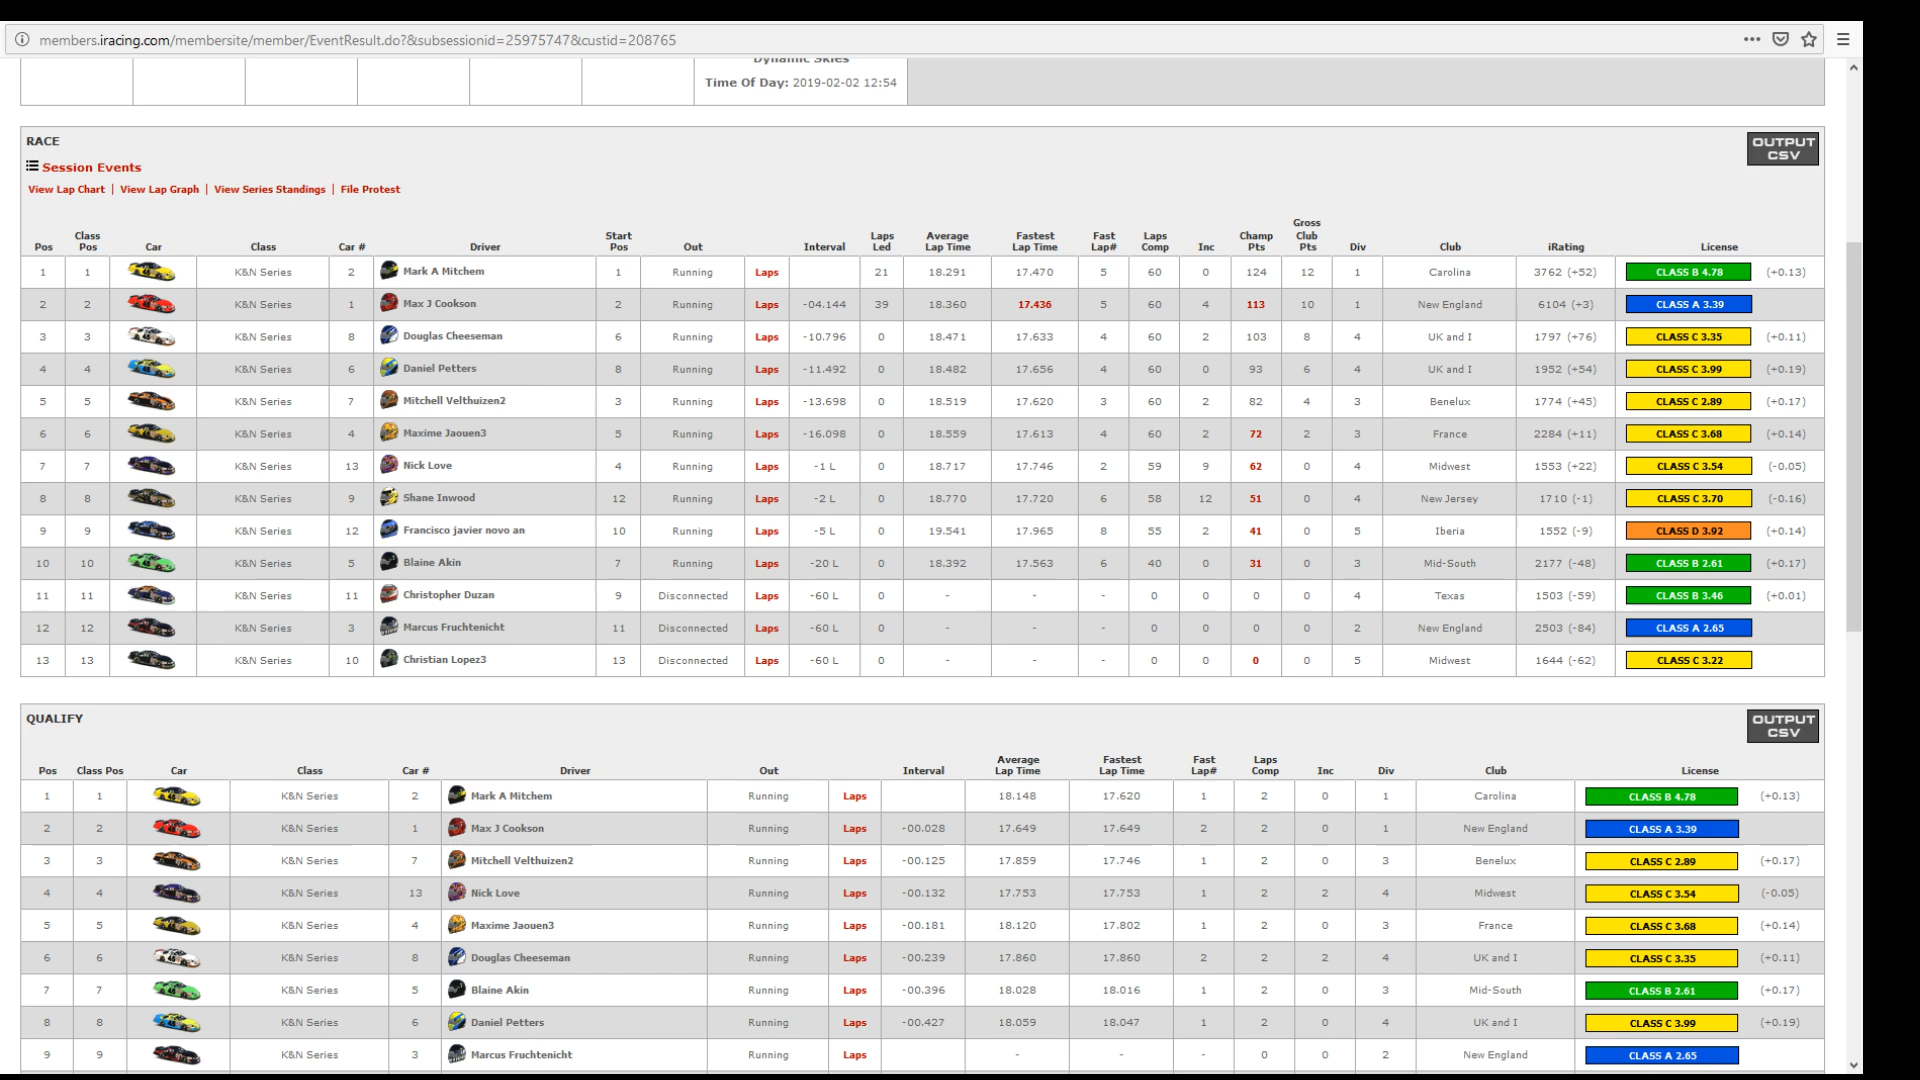 members.iracing.com/membersite/member/EventResult.do?&subsessionid=25975747&custid=208765
Dynamic Skies
Time Of Day: 2019-02-02 12:54
RACE
OUTPUT CSV
Session Events
View Lap Chart | View Lap Graph | View Series Standings | File Protest
Pos Class Pos Car Class Car # Driver Start Pos Out Interval Laps Led Average Lap Time Fastest Lap Time Fast Lap# Laps Comp Inc Champ Pts Gross Club Pts Div Club iRating License
1 1 K&N Series 2 Mark A Mitchem 1 Running Laps 21 18.291 17.470 5 60 0 124 12 1 Carolina 3762 (+52) CLASS B 4.78 (+0.13)
2 2 K&N Series 1 Max J Cookson 2 Running Laps -04.144 39 18.360 17.436 5 60 4 113 10 1 New England 6104 (+3) CLASS A 3.39
3 3 K&N Series 8 Douglas Cheeseman 6 Running Laps -10.796 0 18.471 17.633 4 60 2 103 8 4 UK and I 1797 (+76) CLASS C 3.35 (+0.11)
4 4 K&N Series 6 Daniel Petters 8 Running Laps -11.492 0 18.482 17.656 4 60 0 93 6 4 UK and I 1952 (+54) CLASS C 3.99 (+0.19)
5 5 K&N Series 7 Mitchell Velthuizen2 3 Running Laps -13.698 0 18.519 17.620 3 60 2 82 4 3 Benelux 1774 (+45) CLASS C 2.89 (+0.17)
6 6 K&N Series 4 Maxime Jaouen3 5 Running Laps -16.098 0 18.559 17.613 4 60 2 72 2 3 France 2284 (+11) CLASS C 3.68 (+0.14)
7 7 K&N Series 13 Nick Love 4 Running Laps -1 L 0 18.717 17.746 2 59 9 62 0 4 Midwest 1553 (+22) CLASS C 3.54 (-0.05)
8 8 K&N Series 9 Shane Inwood 12 Running Laps -2 L 0 18.770 17.720 6 58 12 51 0 4 New Jersey 1710 (-1) CLASS C 3.70 (-0.16)
9 9 K&N Series 12 Francisco javier novo an 10 Running Laps -5 L 0 19.541 17.965 8 55 2 41 0 5 Iberia 1552 (-9) CLASS D 3.92 (+0.14)
10 10 K&N Series 5 Blaine Akin 7 Running Laps -20 L 0 18.392 17.563 6 40 0 31 0 3 Mid-South 2177 (-48) CLASS B 2.61 (+0.17)
11 11 K&N Series 11 Christopher Duzan 9 Disconnected Laps -60 L 0 - - - 0 0 0 0 4 Texas 1503 (-59) CLASS B 3.46 (+0.01)
12 12 K&N Series 3 Marcus Fruchtenicht 11 Disconnected Laps -60 L 0 - - - 0 0 0 0 2 New England 2503 (-84) CLASS A 2.65
13 13 K&N Series 10 Christian Lopez3 13 Disconnected Laps -60 L 0 - - - 0 0 0 0 5 Midwest 1644 (-62) CLASS C 3.22
QUALIFY
OUTPUT CSV
Pos Class Pos Car Class Car # Driver Out Interval Average Lap Time Fastest Lap Time Fast Lap# Laps Comp Inc Div Club License
1 1 K&N Series 2 Mark A Mitchem Running Laps 18.148 17.620 1 2 0 1 Carolina CLASS B 4.78 (+0.13)
2 2 K&N Series 1 Max J Cookson Running Laps -00.028 17.649 17.649 2 2 0 1 New England CLASS A 3.39
3 3 K&N Series 7 Mitchell Velthuizen2 Running Laps -00.125 17.859 17.746 1 2 0 3 Benelux CLASS C 2.89 (+0.17)
4 4 K&N Series 13 Nick Love Running Laps -00.132 17.753 17.753 1 2 2 4 Midwest CLASS C 3.54 (-0.05)
5 5 K&N Series 4 Maxime Jaouen3 Running Laps -00.181 18.120 17.802 1 2 0 3 France CLASS C 3.68 (+0.14)
6 6 K&N Series 8 Douglas Cheeseman Running Laps -00.239 17.860 17.860 2 2 2 4 UK and I CLASS C 3.35 (+0.11)
7 7 K&N Series 5 Blaine Akin Running Laps -00.396 18.028 18.016 1 2 0 3 Mid-South CLASS B 2.61 (+0.17)
8 8 K&N Series 6 Daniel Petters Running Laps -00.427 18.059 18.047 1 2 0 4 UK and I CLASS C 3.99 (+0.19)
9 9 K&N Series 3 Marcus Fruchtenicht Running Laps - - - 0 0 2 New England CLASS A 2.65